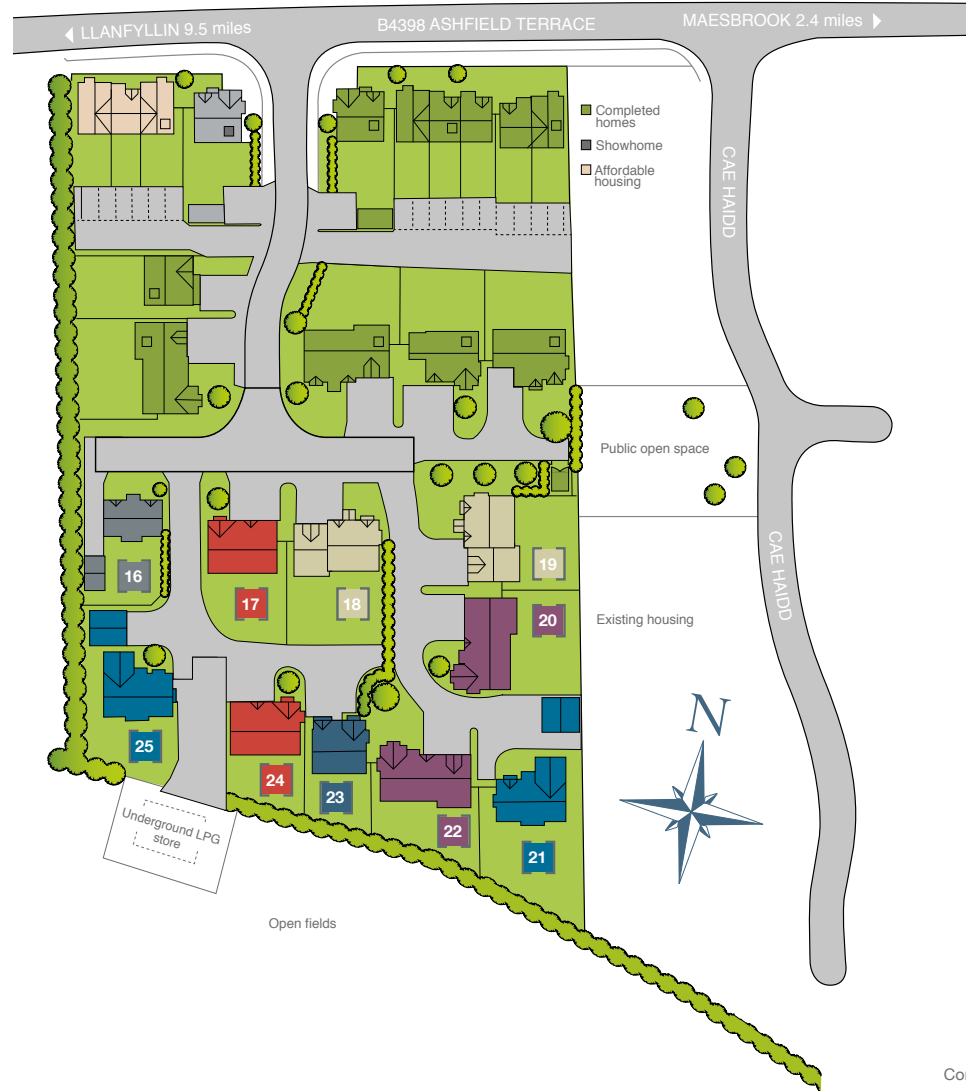 LLANFYLLIN 9.5 miles
B4398 ASHFIELD TERRACE
MAESBROOK 2.4 miles
Completed
homes
Showhome
Affordable
housing
CAE HAIDD
Public open space
16
17
18
19
20
Existing housing
CAE HAIDD
N
25
24
23
22
21
Underground LPG
store
Open fields